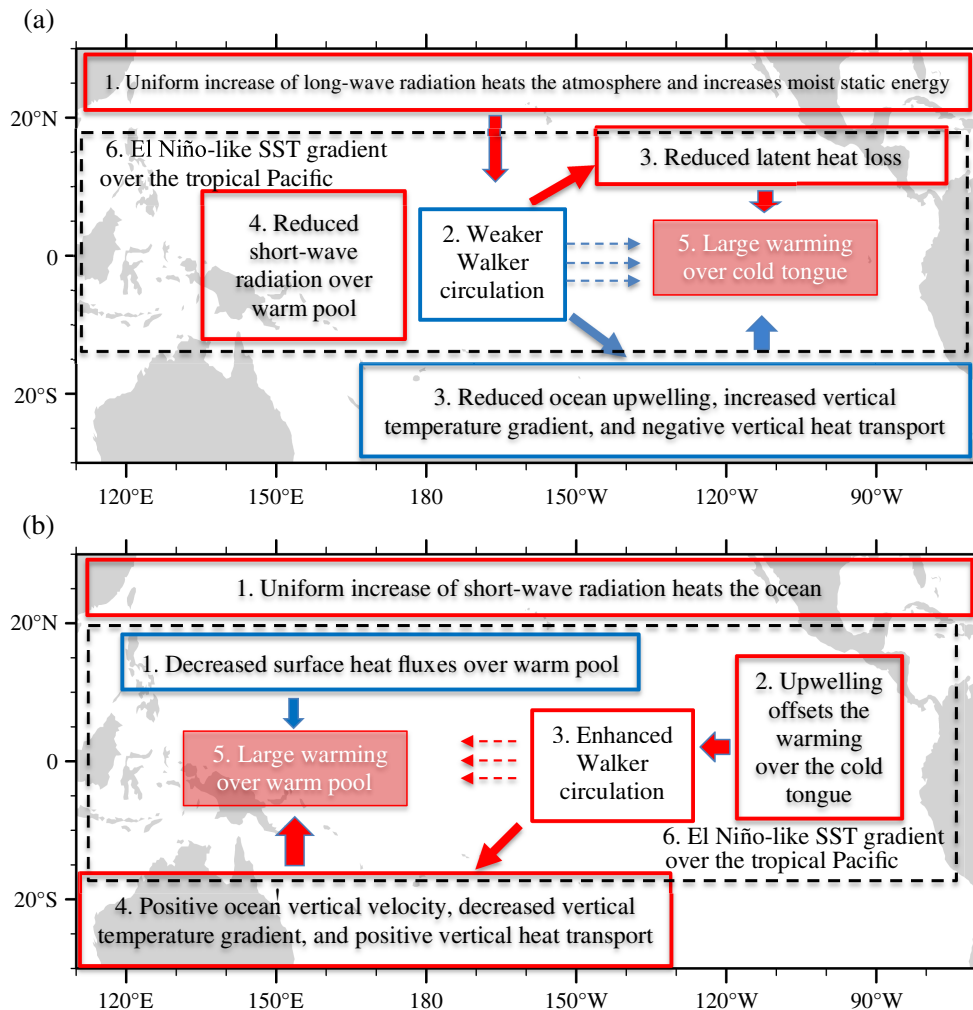 (a)
1. Uniform increase of long-wave radiation heats the atmosphere and increases moist static energy
20°N
6. El Niño-like SST gradient
over the tropical Pacific
3. Reduced latent heat loss
4. Reduced
short-wave
radiation over
warm pool
2. Weaker
Walker
circulation
5. Large warming
over cold tongue
0
20°S
3. Reduced ocean upwelling, increased vertical
temperature gradient, and negative vertical heat transport
120°E 150°E 180 150°W 120°W 90°W
(b)
1. Uniform increase of short-wave radiation heats the ocean
20°N
1. Decreased surface heat fluxes over warm pool
2. Upwelling
offsets the
warming
over the cold
tongue
5. Large warming
over warm pool
3. Enhanced
Walker
circulation
0
6. El Niño-like SST gradient
over the tropical Pacific
20°S
4. Positive ocean vertical velocity, decreased vertical
temperature gradient, and positive vertical heat transport
120°E 150°E 180 150°W 120°W 90°W